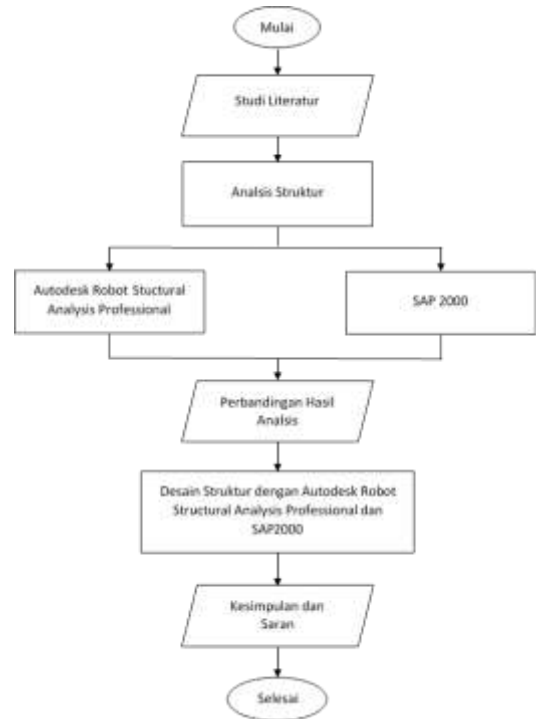 Mulai
Studi Literatur
Analsis Struktur
Autodesk Robot Stuctural
Analysis Professional
SAP 2000
Perbandingan Hasil
Analsis
Desain Struktur dengan Autodesk Robot
Structural Analysis Professional dan
SAP2000
Kesimpulan dan
Saran
Selesai